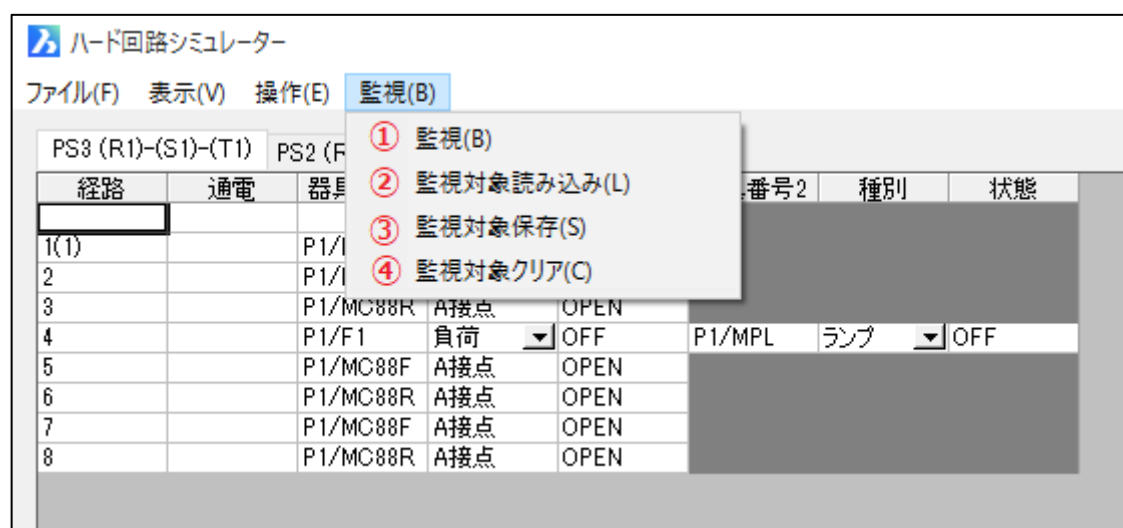 ハード回路シミュレーター
ファイル(F) 表示(V) 操作(E) 監視(B)
PS3 (R1)-(S1)-(T1) PS2 (R
① 監視(B)
② 監視対象読み込み(L)
③ 監視対象保存(S)
④ 監視対象クリア(C)
経路 通電 器具 番号2 種別 状態
1(1) P1/
2 P1/
3 P1/MC88R A接点 OPEN
4 P1/F1 負荷 OFF P1/MPL ランプ OFF
5 P1/MC88F A接点 OPEN
6 P1/MC88R A接点 OPEN
7 P1/MC88F A接点 OPEN
8 P1/MC88R A接点 OPEN